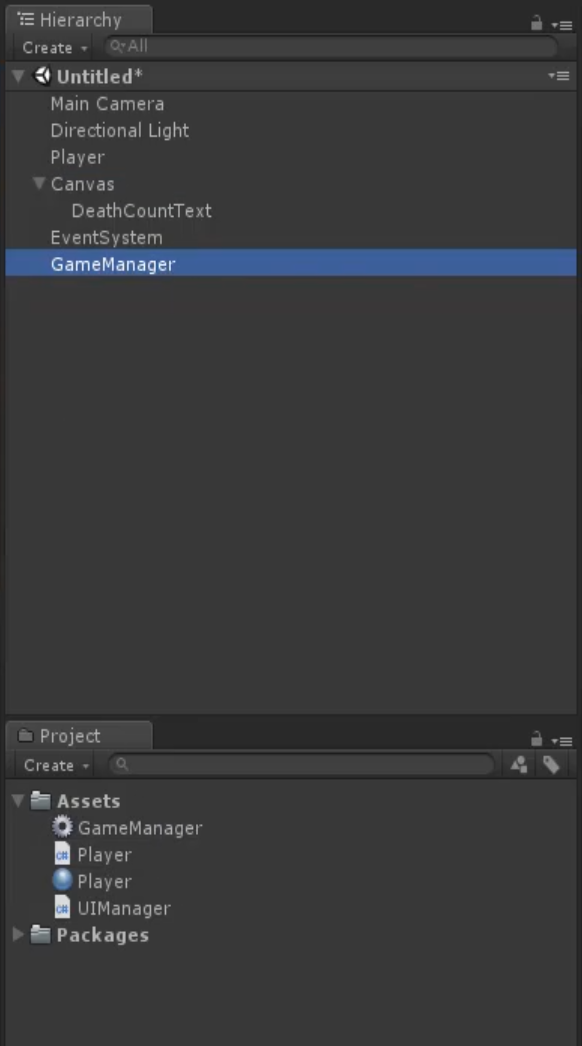 Hierarchy
Create All
Untitled*
Main Camera
Directional Light
Player
Canvas
DeathCountText
EventSystem
GameManager
Project
Create
Assets
GameManager
C# Player
Player
C# UIManager
Packages